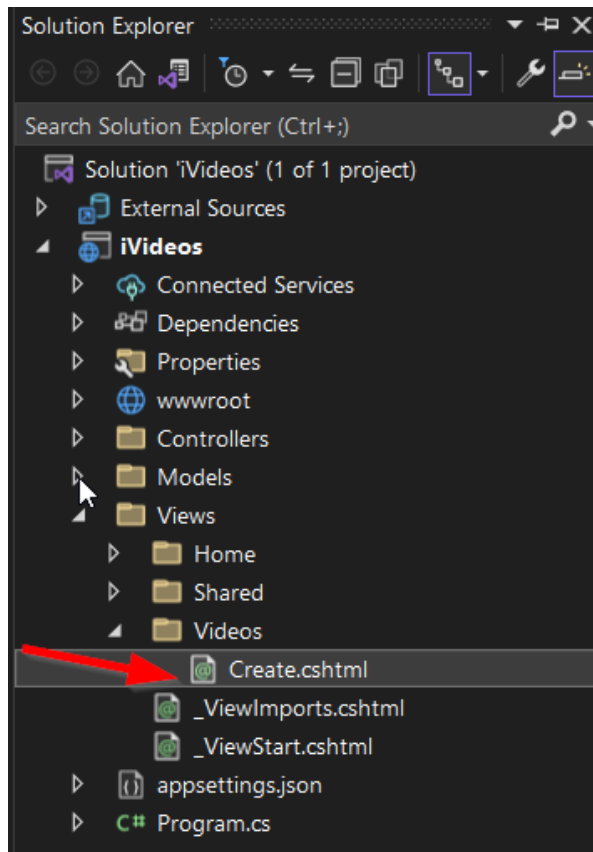 Solution Explorer
Search Solution Explorer (Ctrl+;)
Solution 'iVideos' (1 of 1 project)
External Sources
iVideos
Connected Services
Dependencies
Properties
wwwroot
Controllers
Models
Views
Home
Shared
Videos
Create.cshtml
_ViewImports.cshtml
_ViewStart.cshtml
appsettings.json
C# Program.cs